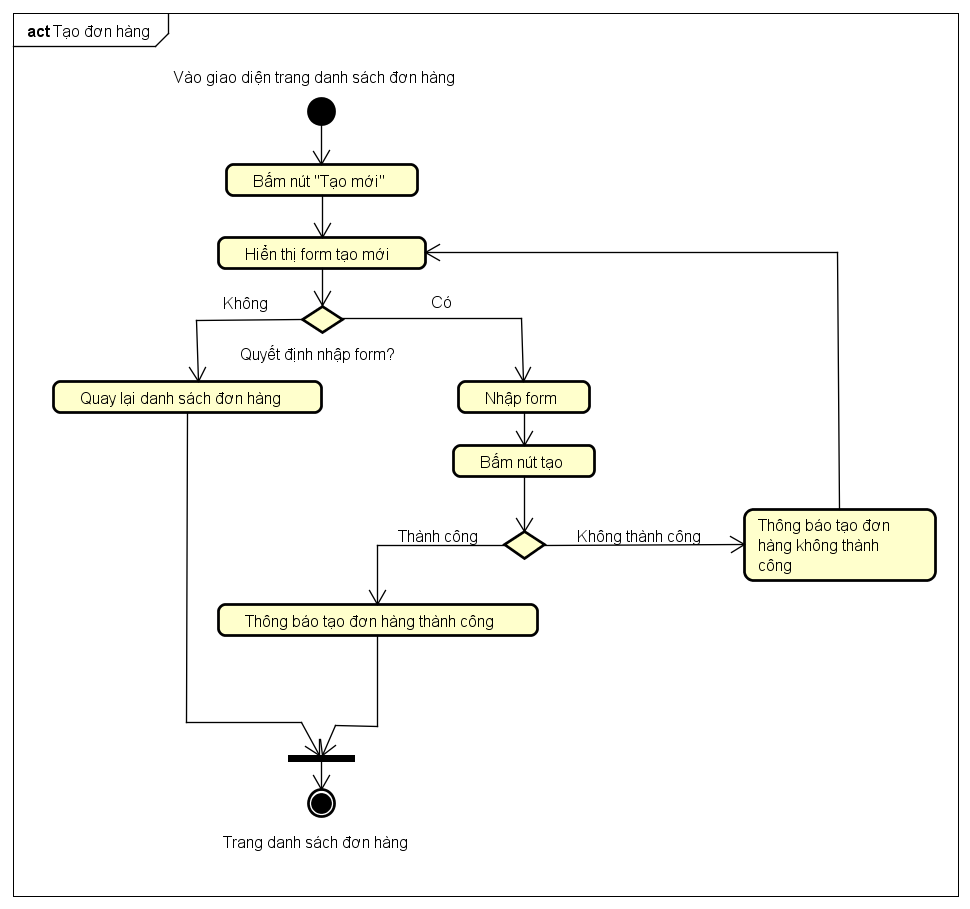 act Tạo đơn hàng
Vào giao diện trang danh sách đơn hàng
Bấm nút "Tạo mới"
Hiển thị form tạo mới
Không
Có
Quyết định nhập form?
Quay lại danh sách đơn hàng
Nhập form
Bấm nút tạo
Thành công
Không thành công
Thông báo tạo đơn
hàng không thành
công
Thông báo tạo đơn hàng thành công
Trang danh sách đơn hàng